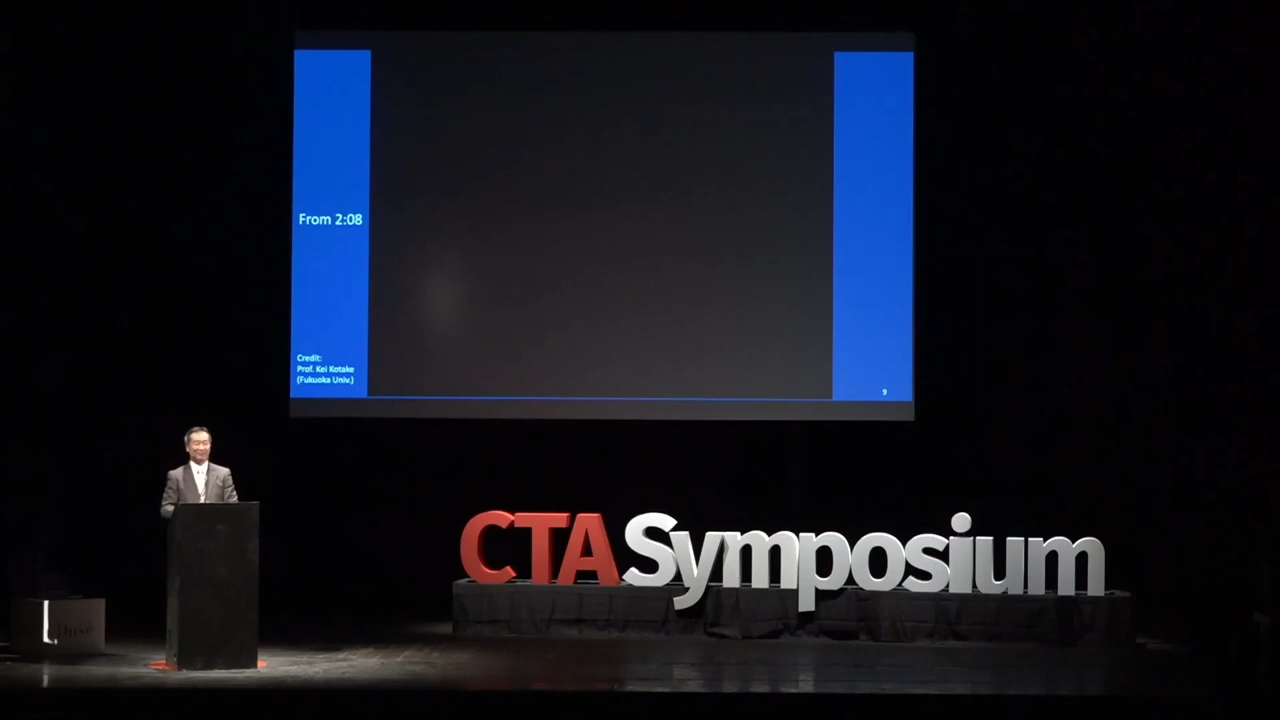 From 2:08
Credit:
Prof. Kei Kotake
(Fukuoka Univ.)
9
CTASymposium